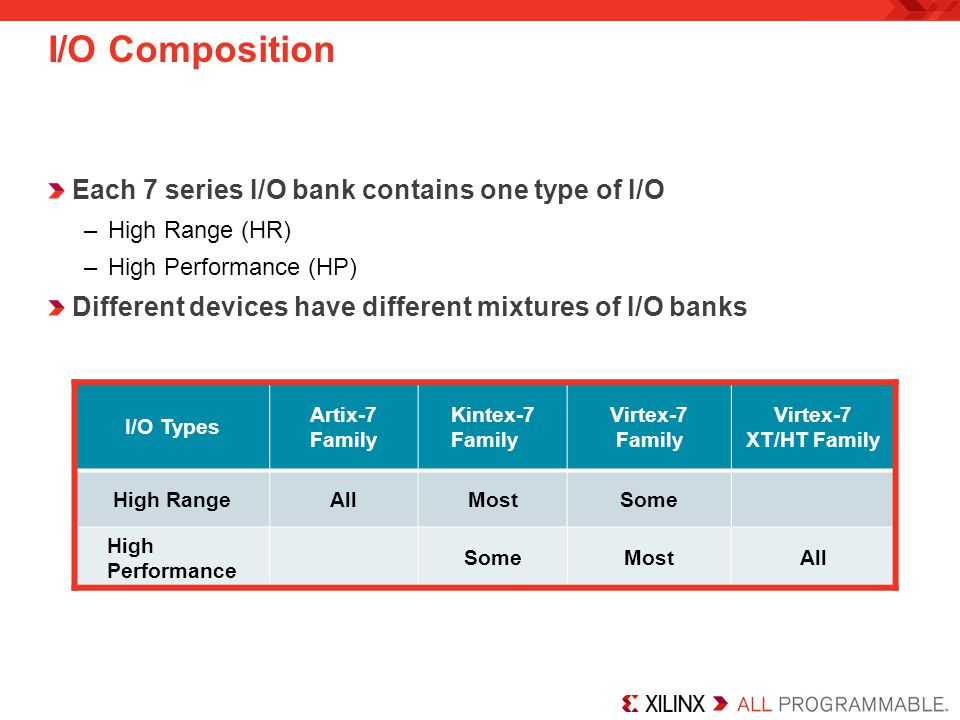 I/O Composition
Each 7 series I/O bank contains one type of I/O
– High Range (HR)
– High Performance (HP)
Different devices have different mixtures of I/O banks
I/O Types
Artix-7
Family
Kintex-7
Family
Virtex-7
Family
Virtex-7
XT/HT Family
High Range
All
Most
Some
High
Performance
Some
Most
All
XILINX ALL PROGRAMMABLE™